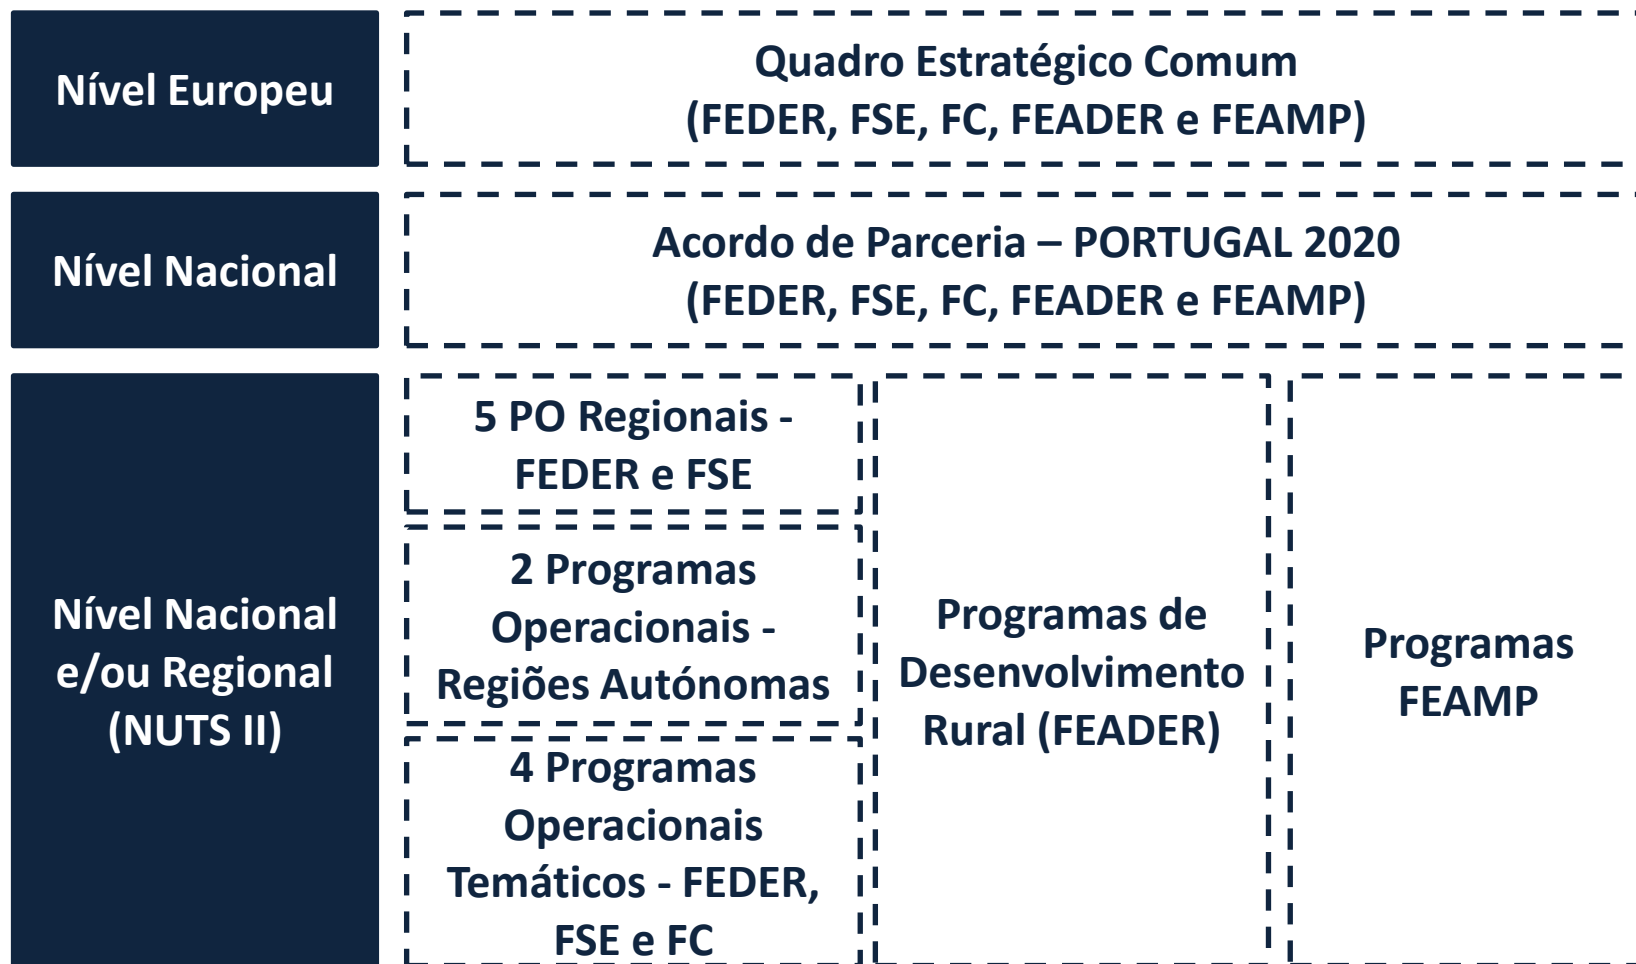 Nível Europeu
Quadro Estratégico Comum
(FEDER, FSE, FC, FEADER e FEAMP)
Nível Nacional
Acordo de Parceria – PORTUGAL 2020
(FEDER, FSE, FC, FEADER e FEAMP)
Nível Nacional
e/ou Regional
(NUTS II)
5 PO Regionais -
FEDER e FSE
2 Programas
Operacionais -
Regiões Autónomas
4 Programas
Operacionais
Temáticos - FEDER,
FSE e FC
Programas de
Desenvolvimento
Rural (FEADER)
Programas
FEAMP